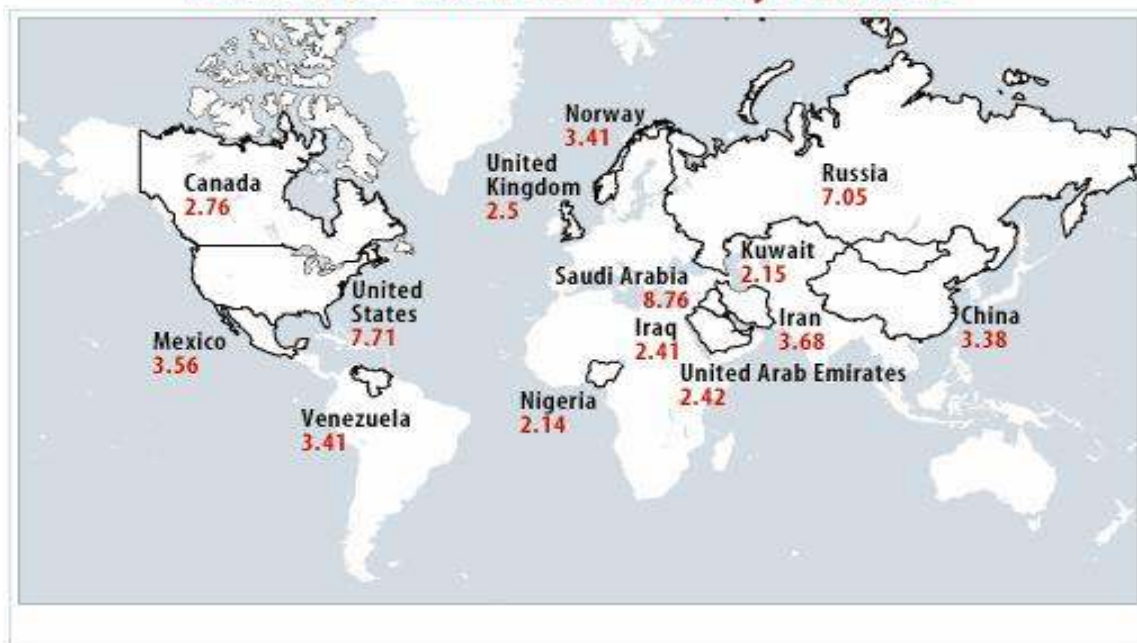 Norway
3.41
United
Kingdom
2.5
Canada
2.76
Russia
7.05
Kuwait
2.15
Saudi Arabia
8.76
United
States
7.71
Iraq
2.41
Iran
3.68
China
3.38
Mexico
3.56
United Arab Emirates
2.42
Nigeria
2.14
Venezuela
3.41